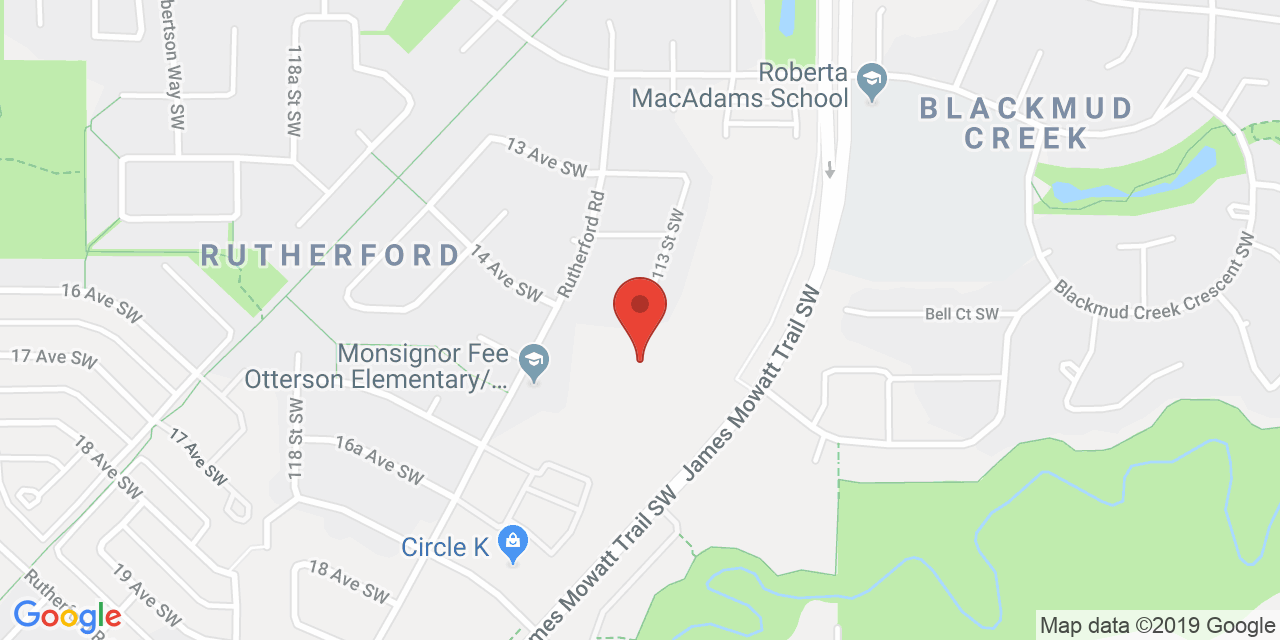 bertson Way SW
118a St SW
Roberta
MacAdams School
BLACKMUD
CREEK
13 Ave SW
Rutherford Rd
113 St SW
RUTHERFORD
14 Ave SW
Blackmud Creek Crescent SW
16 Ave SW
Bell Ct SW
17 Ave SW
Monsignor Fee
Otterson Elementary/...
James Mowatt Trail SW
118 St SW
17 Ave SW
18 Ave SW
16a Ave SW
James Mowatt Trail SW
Circle K
18 Ave SW
19 Ave SW
Google
Map data ©2019 Google